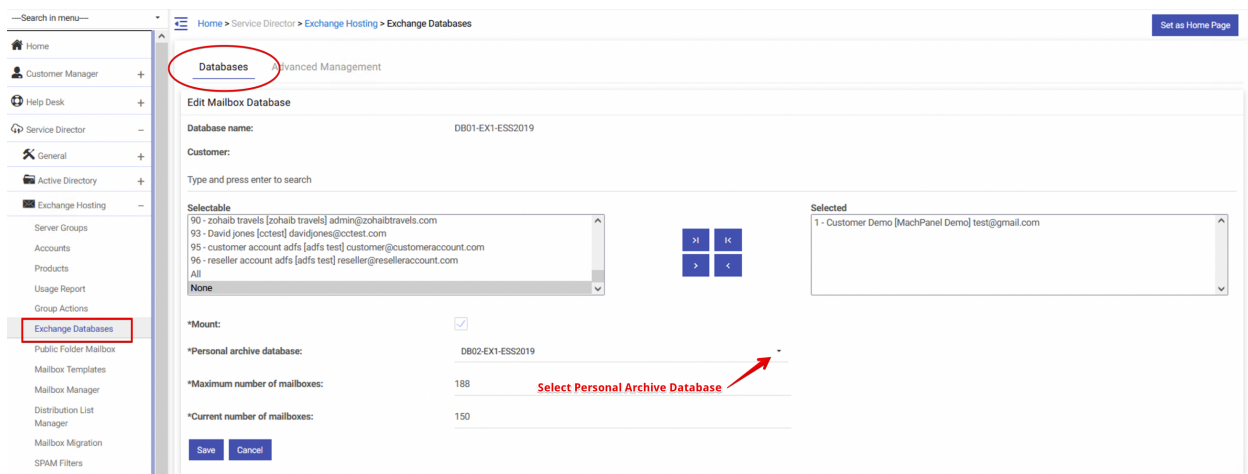 ---Search in menu---
Home > Service Director > Exchange Hosting > Exchange Databases
Set as Home Page
Home
Customer Manager
Help Desk
Service Director
General
Active Directory
Exchange Hosting
Server Groups
Accounts
Products
Usage Report
Group Actions
Exchange Databases
Public Folder Mailbox
Mailbox Templates
Mailbox Manager
Distribution List
Manager
Mailbox Migration
SPAM Filters
Databases
Advanced Management
Edit Mailbox Database
Database name: DB01-EX1-ESS2019
Customer:
Type and press enter to search
Selectable
90 - zohaib travels [zohaib travels] admin@zohaibtravels.com
93 - David jones [cctest] davidjones@cctest.com
95 - customer account adfs [adfs test] customer@customeraccount.com
96 - reseller account adfs [adfs test] reseller@reselleraccount.com
All
None
Selected
1 - Customer Demo [MachPanel Demo] test@gmail.com
*Mount:
*Personal archive database: DB02-EX1-ESS2019
*Maximum number of mailboxes: 188
Select Personal Archive Database
*Current number of mailboxes: 150
Save
Cancel